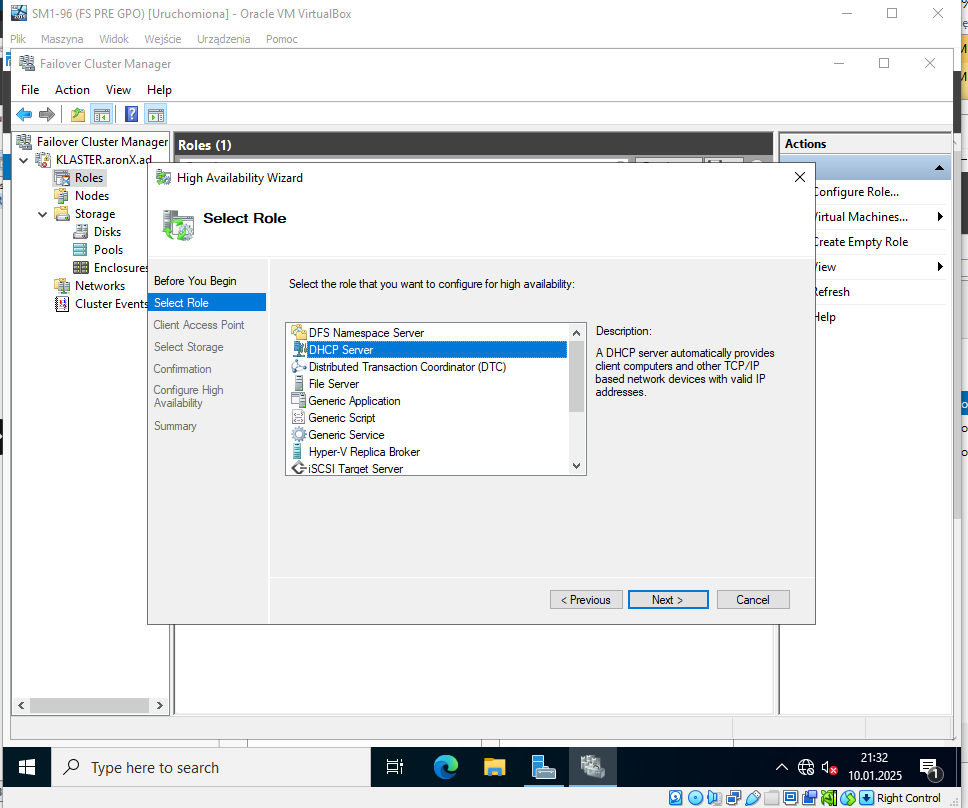 SM1-96 (FS PRE GPO) [Uruchomiona] - Oracle VM VirtualBox
Plik Maszyna Widok Wejście Urządzenia Pomoc
Failover Cluster Manager
File Action View Help
Failover Cluster Manager
KLASTER.aronX.ad
Roles
Nodes
Storage
Disks
Pools
Enclosures
Networks
Cluster Events
Roles (1)
Actions
Configure Role...
Virtual Machines...
Create Empty Role
View
Refresh
Help
High Availability Wizard
Select Role
Before You Begin
Select Role
Client Access Point
Select Storage
Confirmation
Configure High
Availability
Summary
Select the role that you want to configure for high availability:
DFS Namespace Server
DHCP Server
Distributed Transaction Coordinator (DTC)
File Server
Generic Application
Generic Script
Generic Service
Hyper-V Replica Broker
iSCSI Target Server
Description:
A DHCP server automatically provides
client computers and other TCP/IP
based network devices with valid IP
addresses.
< Previous
Next >
Cancel
Type here to search
21:32
10.01.2025
1
Right Control